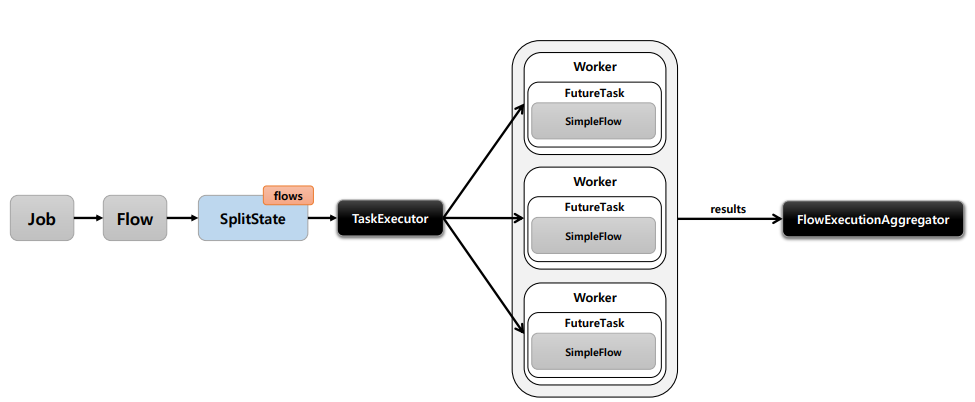 Job
Flow
flows
SplitState
TaskExecutor
Worker
FutureTask
SimpleFlow
Worker
FutureTask
SimpleFlow
Worker
FutureTask
SimpleFlow
results
FlowExecutionAggregator